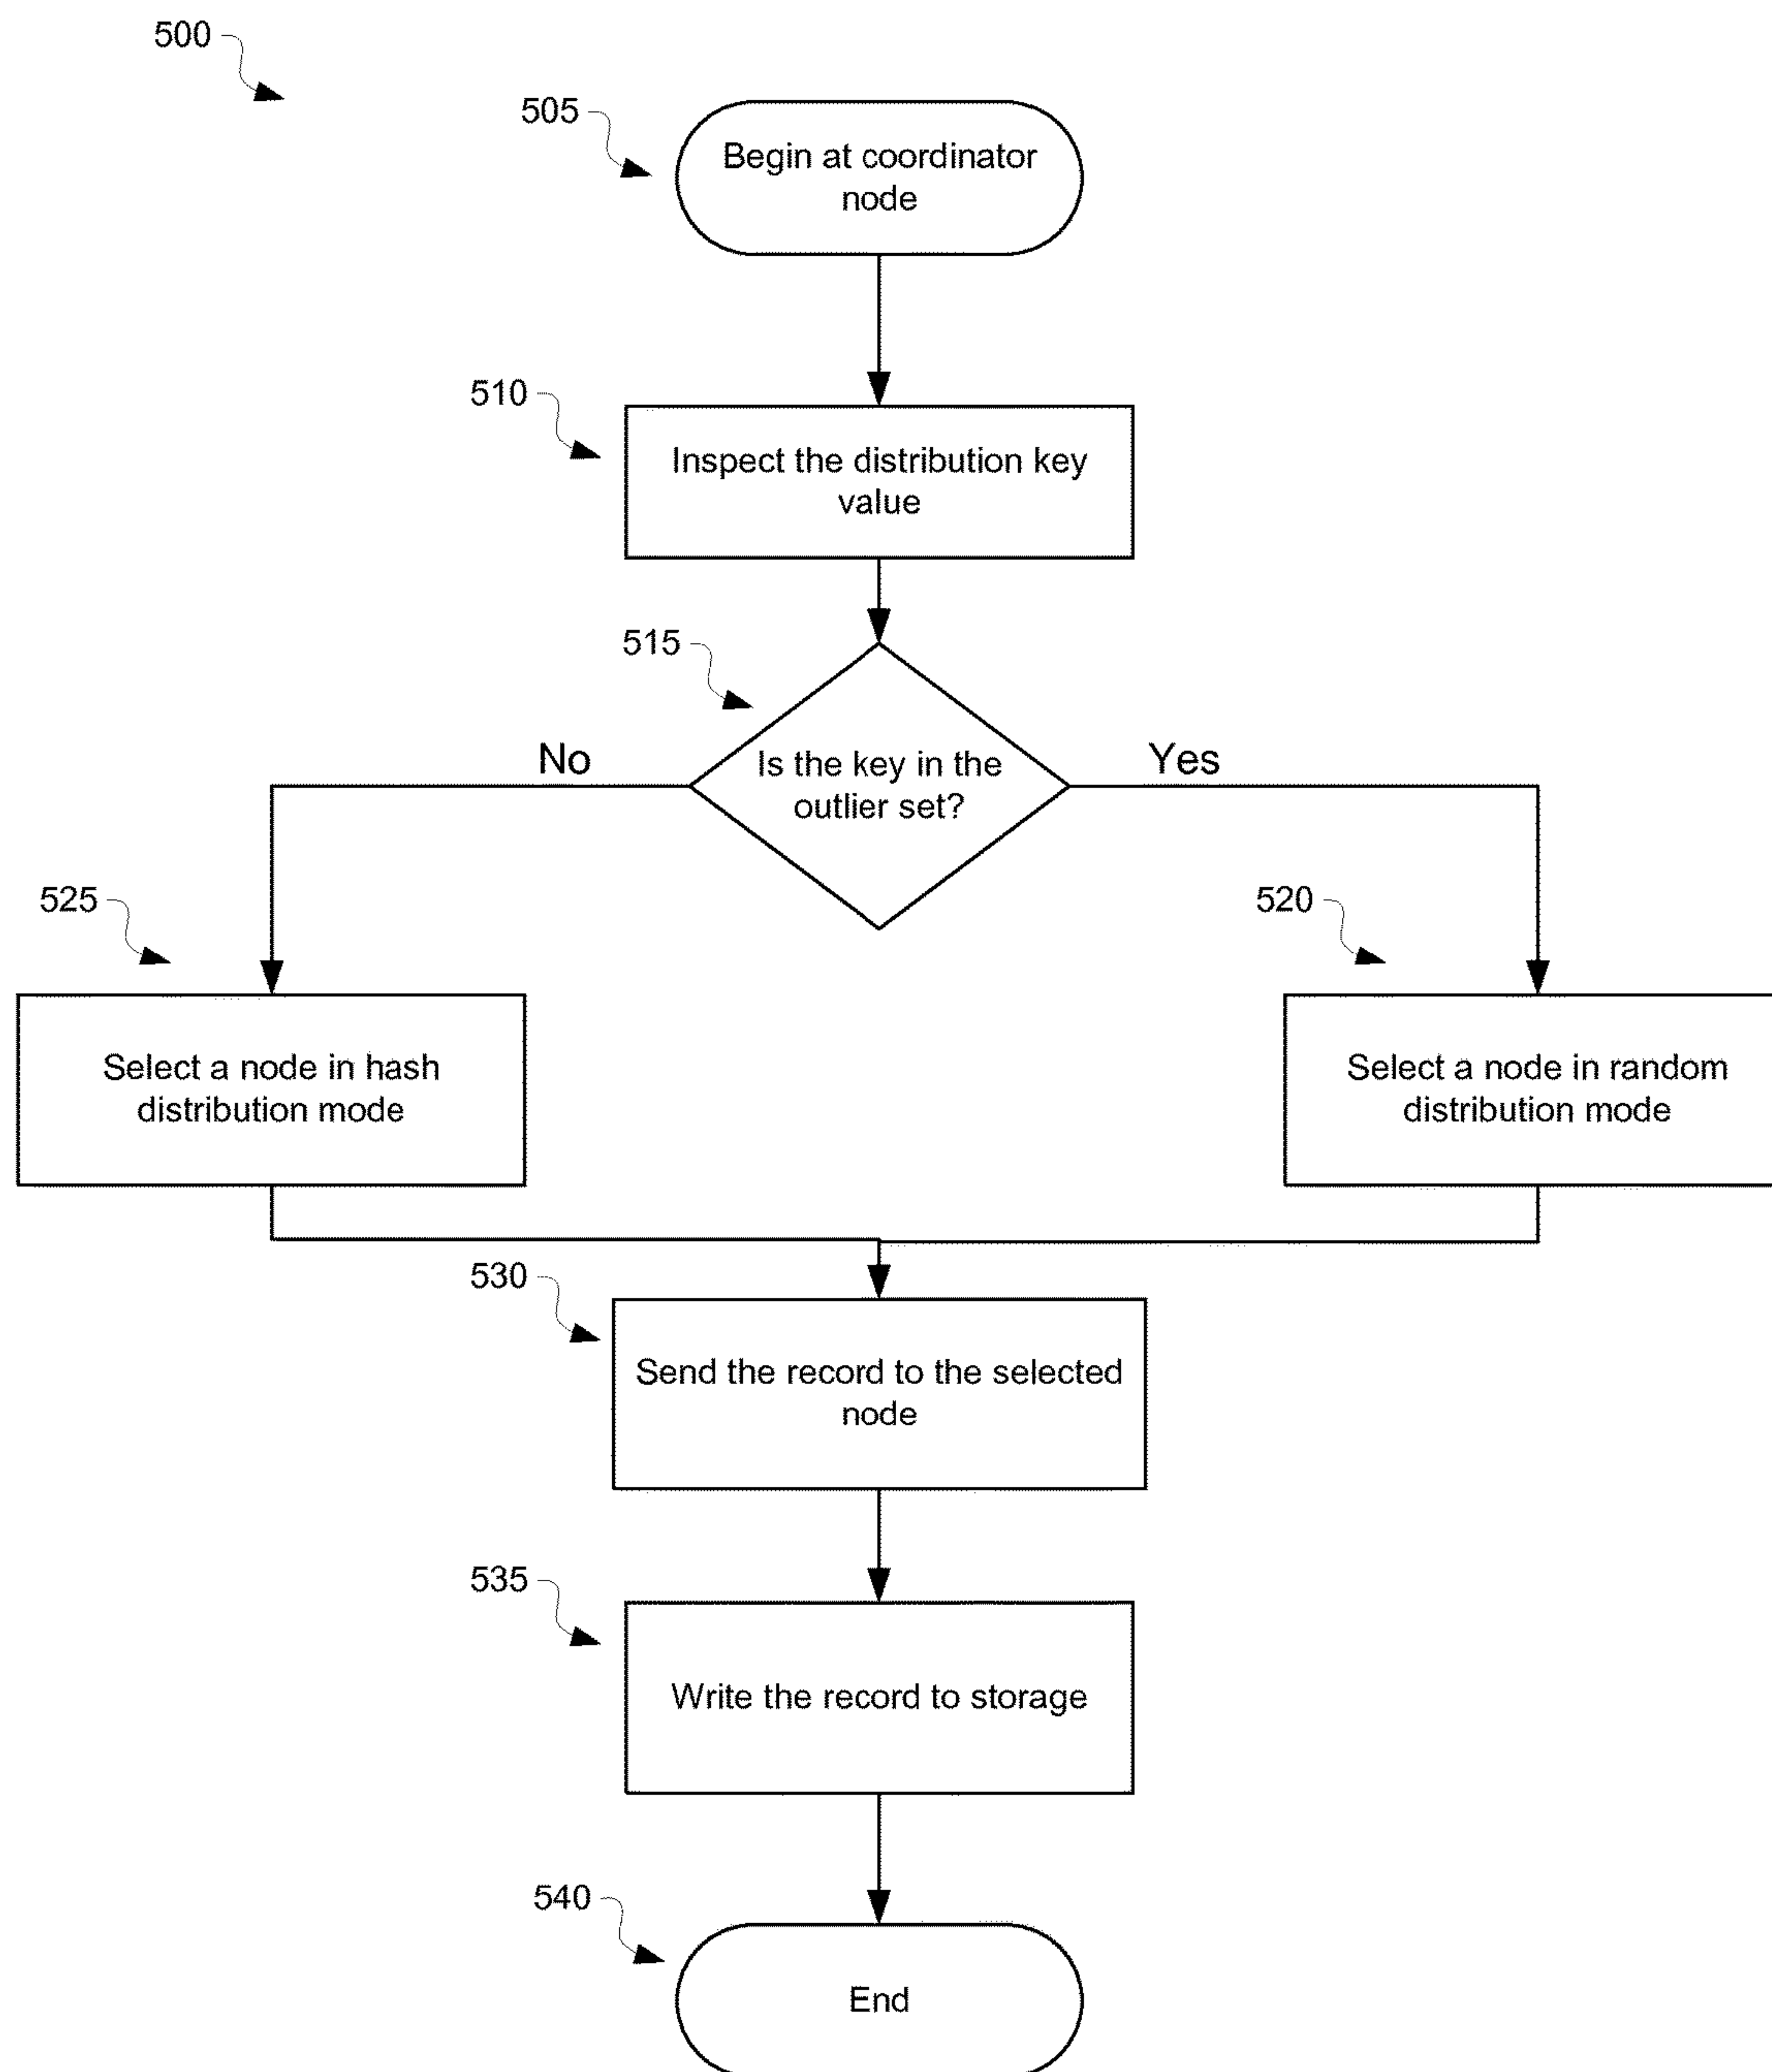 500
505
Begin at coordinator
node
510
Inspect the distribution key
value
515
Is the key in the
outlier set?
No
Yes
525
520
Select a node in hash
distribution mode
Select a node in random
distribution mode
530
Send the record to the selected
node
535
Write the record to storage
540
End